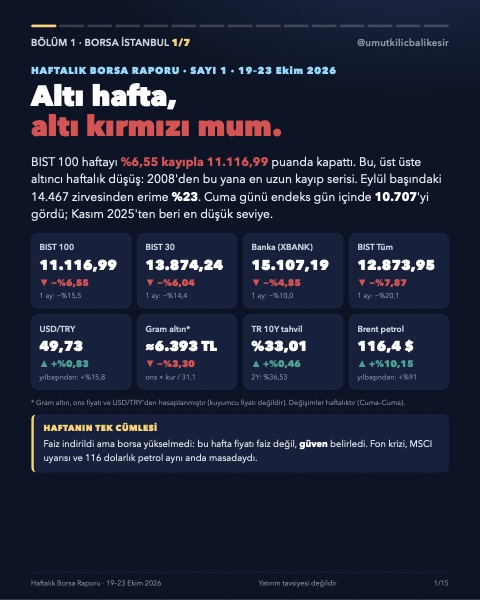 BÖLÜM 1 · BORSA İSTANBUL 1/7
@umutkilicbalikesir
HAFTALIK BORSA RAPORU · SAYI 1 · 19–23 Ekim 2026
Altı hafta,
altı kırmızı mum.
BIST 100 haftayı %6,55 kayıpla 11.116,99 puanda kapattı. Bu, üst üste
altıncı haftalık düşüş: 2008'den bu yana en uzun kayıp serisi. Eylül başındaki
14.467 zirvesinden erime %23. Cuma günü endeks gün içinde 10.707'yi
gördü; Kasım 2025'ten beri en düşük seviye.
BIST 100
11.116,99
▼ −%6,55
1 ay: −%15,5
BIST 30
13.874,24
▼ −%6,04
1 ay: −%14,4
Banka (XBANK)
15.107,19
▼ −%4,85
1 ay: −%10,0
BIST Tüm
12.873,95
▼ −%7,87
1 ay: −%20,1
USD/TRY
49,73
▲ +%0,83
yılbaşından: +%15,8
Gram altın*
≈6.393 TL
▼ −%3,30
ons × kur / 31,1
TR 10Y tahvil
%33,01
▲ +%0,46
2Y: %36,53
Brent petrol
116,4 $
▲ +%10,15
yılbaşından: +%91
* Gram altın, ons fiyatı ve USD/TRY'den hesaplanmıştır (kuyumcu fiyatı değildir). Değişimler haftalıktır (Cuma–Cuma).
HAFTANIN TEK CÜMLESİ
Faiz indirildi ama borsa yükselmedi: bu hafta fiyatı faiz değil, güven belirledi. Fon krizi, MSCI
uyarısı ve 116 dolarlık petrol aynı anda masadaydı.
Haftalık Borsa Raporu · 19–23 Ekim 2026
Yatırım tavsiyesi değildir
1/15